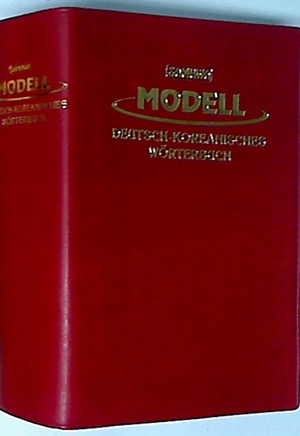 MODELL
DEUTSCH-KOREANISCHES
WÖRTERBUCH
MODELL
DEUTSCH-KOREANISCHES
WÖRTERBUCH